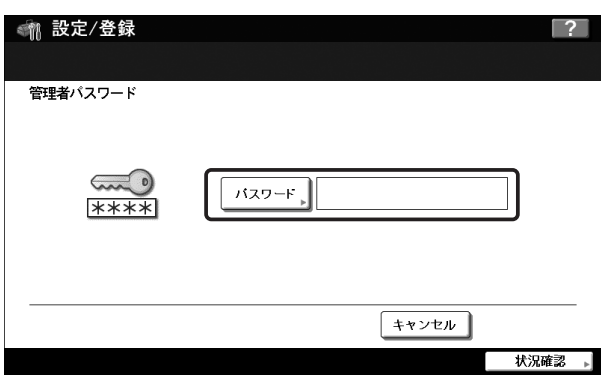 設定/登録 ?
管理者パスワード
パスワード
****
キャンセル
状況確認